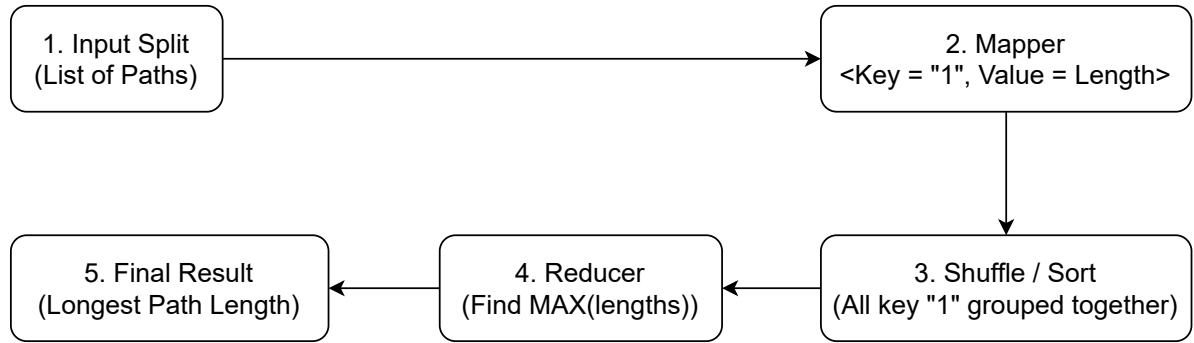 1. Input Split
(List of Paths)
2. Mapper
<Key = "1", Value = Length>
3. Shuffle / Sort
(All key "1" grouped together)
4. Reducer
(Find MAX(lengths))
5. Final Result
(Longest Path Length)